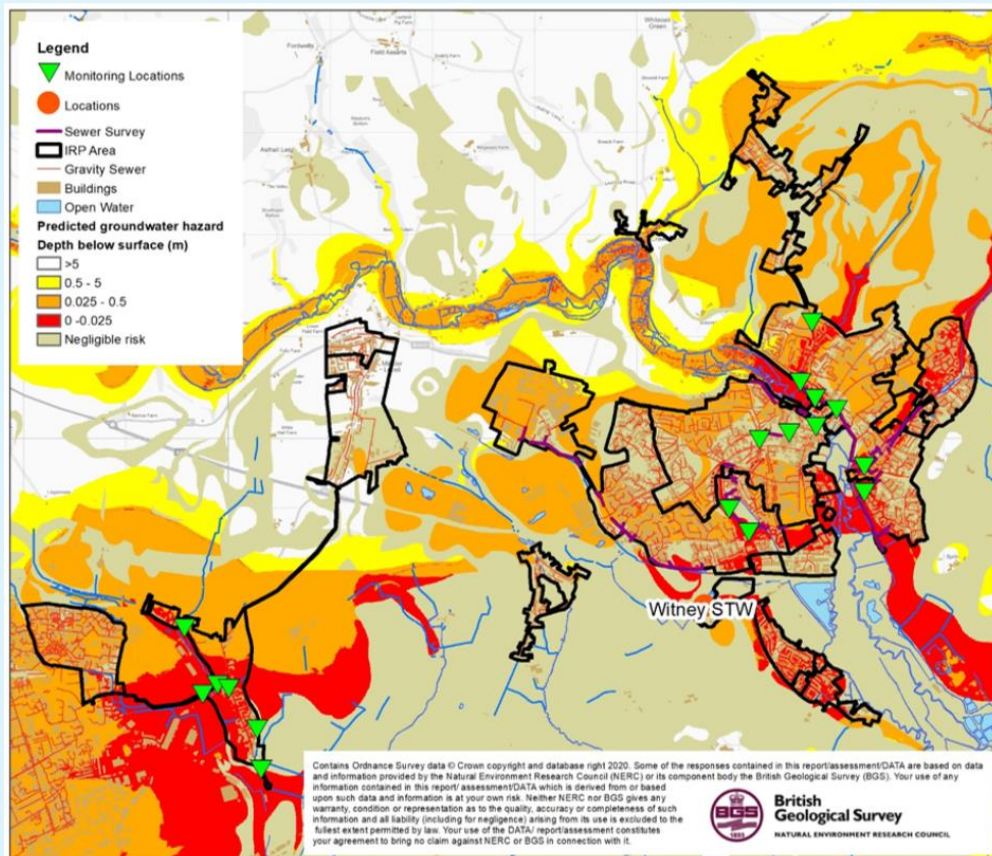 Legend
Monitoring Locations
Locations
Sewer Survey
IRP Area
Gravity Sewer
Buildings
Open Water
Predicted groundwater hazard
Depth below surface (m)
>5
0.5 - 5
0.025 - 0.5
0 -0.025
Negligible risk
Fordwells
Field Assarts
Whiteoak Green
Asthall Leigh
Witney STW
Contains Ordnance Survey data © Crown copyright and database right 2020. Some of the responses contained in this report/assessment/DATA are based on data
and information provided by the Natural Environment Research Council (NERC) or its component body the British Geological Survey (BGS). Your use of any
information contained in this report/ assessment/DATA which is derived from or based
upon such data and information is at your own risk. Neither NERC nor BGS gives any
warranty, condition or representation as to the quality, accuracy or completeness of such
information and all liability (including for negligence) arising from its use is excluded to the
fullest extent permitted by law. Your use of the DATA/ report/assessment constitutes
your agreement to bring no claim against NERC or BGS in connection with it.
BGS
British
Geological Survey
NATURAL ENVIRONMENT RESEARCH COUNCIL